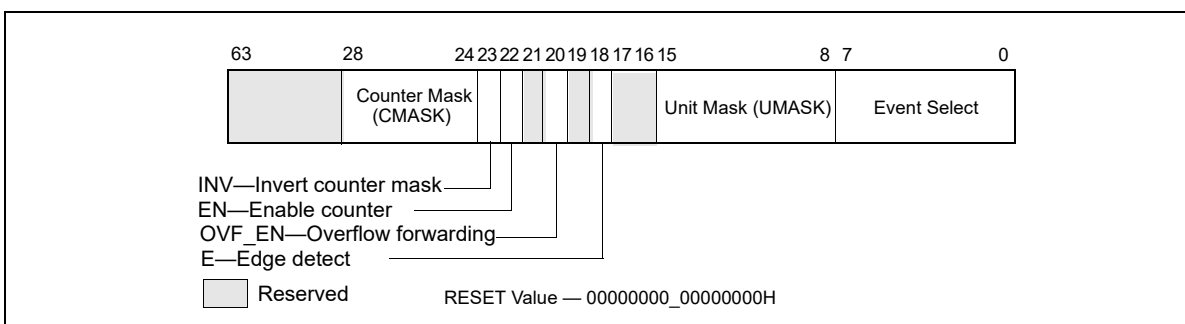 63 28 24 23 22 21 20 19 18 17 16 15 8 7 0
Counter Mask
(CMASK)
Unit Mask (UMASK)
Event Select
INV—Invert counter mask
EN—Enable counter
OVF_EN—Overflow forwarding
E—Edge detect
Reserved
RESET Value — 00000000_00000000H